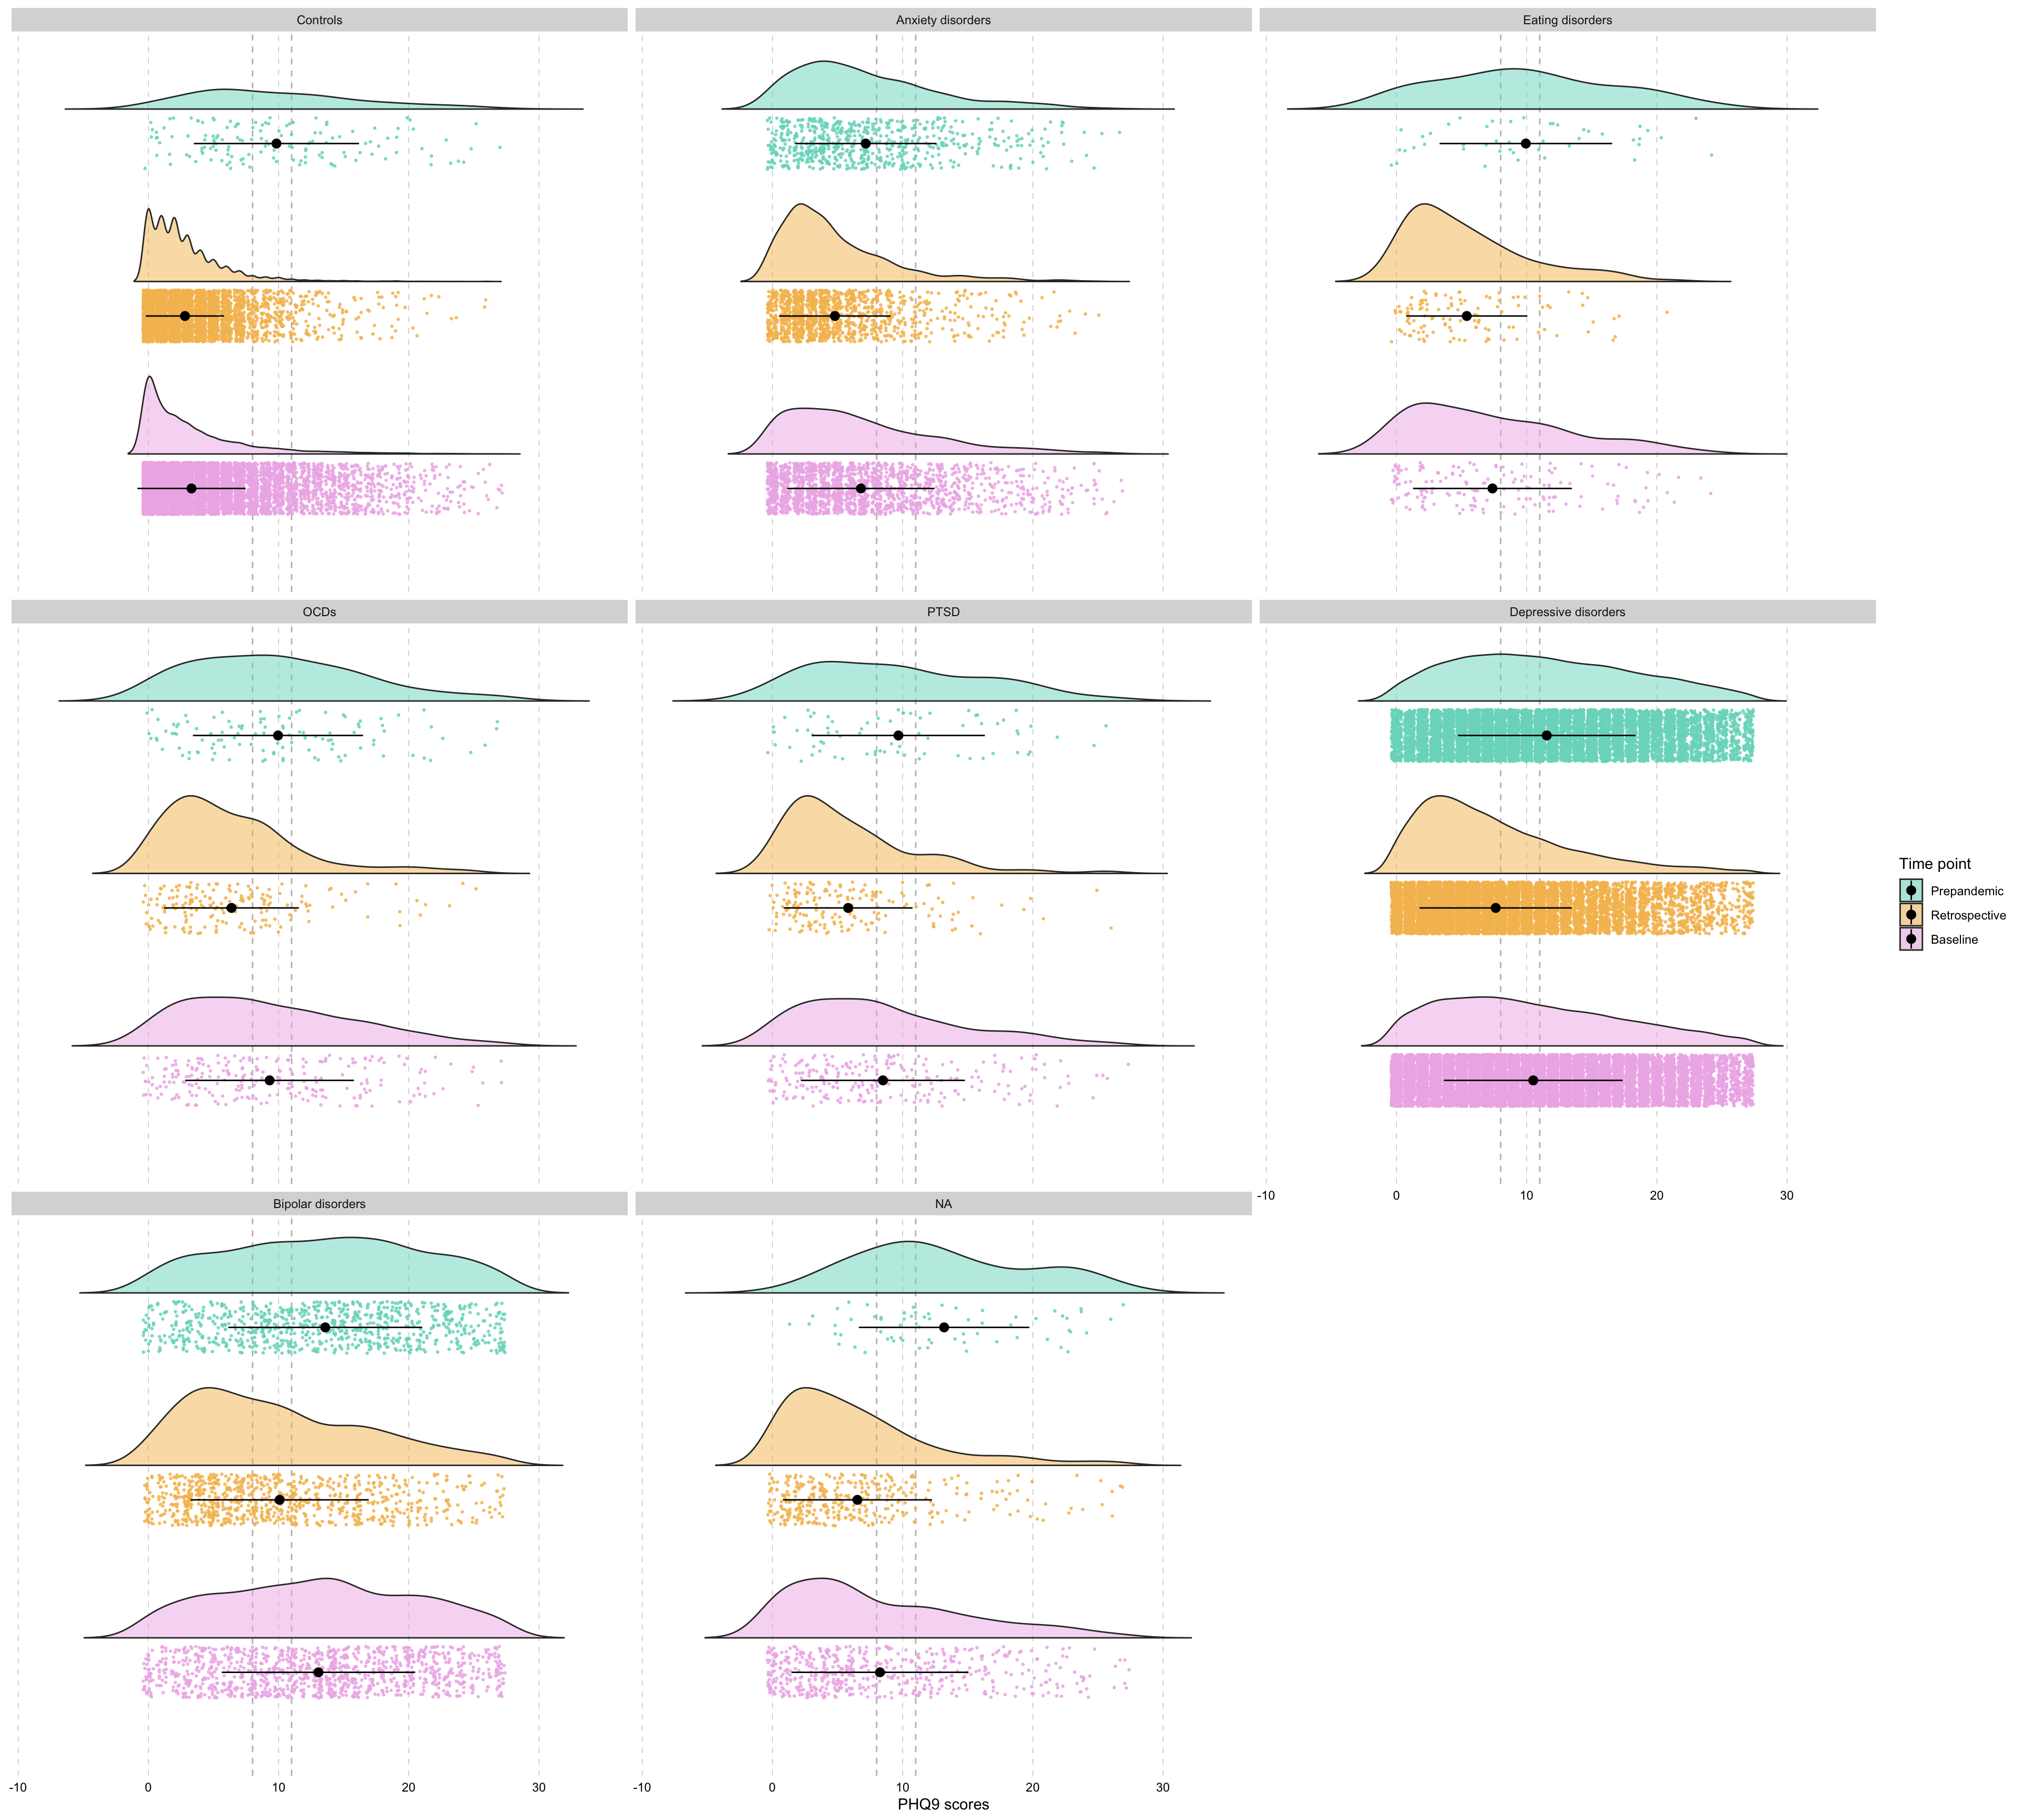 Controls
Anxiety disorders
Eating disorders
OCDs
PTSD
Depressive disorders
-10 0 10 20 30
Bipolar disorders
NA
-10 0 10 20 30
-10 0 10 20 30
PHQ9 scores
Time point
Prepandemic
Retrospective
Baseline